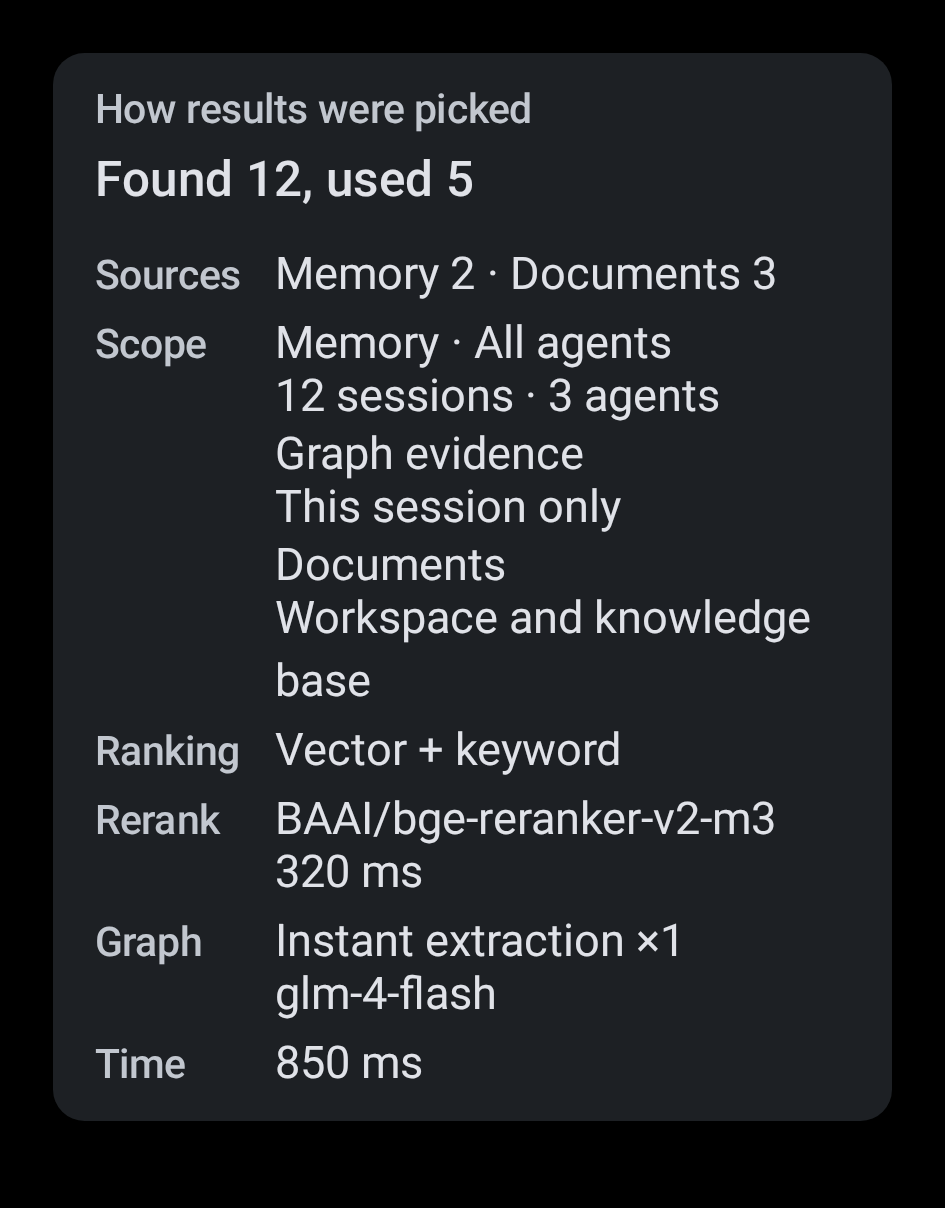 How results were picked
Found 12, used 5
Sources Memory 2 · Documents 3
Scope Memory · All agents
12 sessions · 3 agents
Graph evidence
This session only
Documents
Workspace and knowledge
base
Ranking Vector + keyword
Rerank BAAI/bge-reranker-v2-m3
320 ms
Graph Instant extraction ×1
glm-4-flash
Time 850 ms